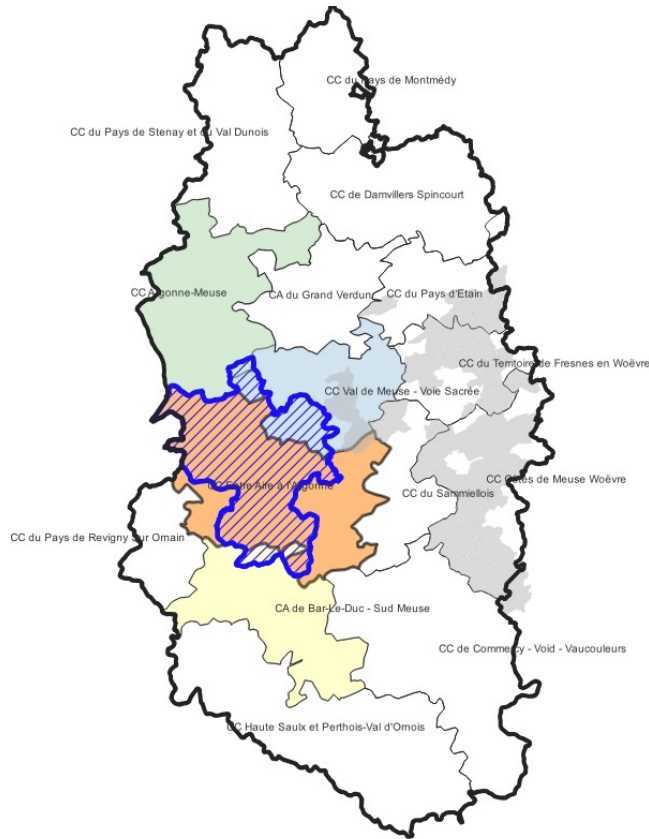 CC du Pays de Montmédy
CC du Pays de Stenay et du Val Dunois
CC de Damvillers Spincourt
CC Argonne-Meuse
CA du Grand Verdun
CC du Pays d'Etain
CC du Territoire de Fresnes en Woëvre
CC Val de Meuse - Voie Sacrée
CC Entre Aire à l'Argonne
CC Côtes de Meuse Woëvre
CC du Sammiellois
CC du Pays de Revigny Sur Ornain
CA de Bar-Le-Duc - Sud Meuse
CC de Commercy - Void - Vaucouleurs
CC Haute Saulx et Perthois-Val d'Ornois